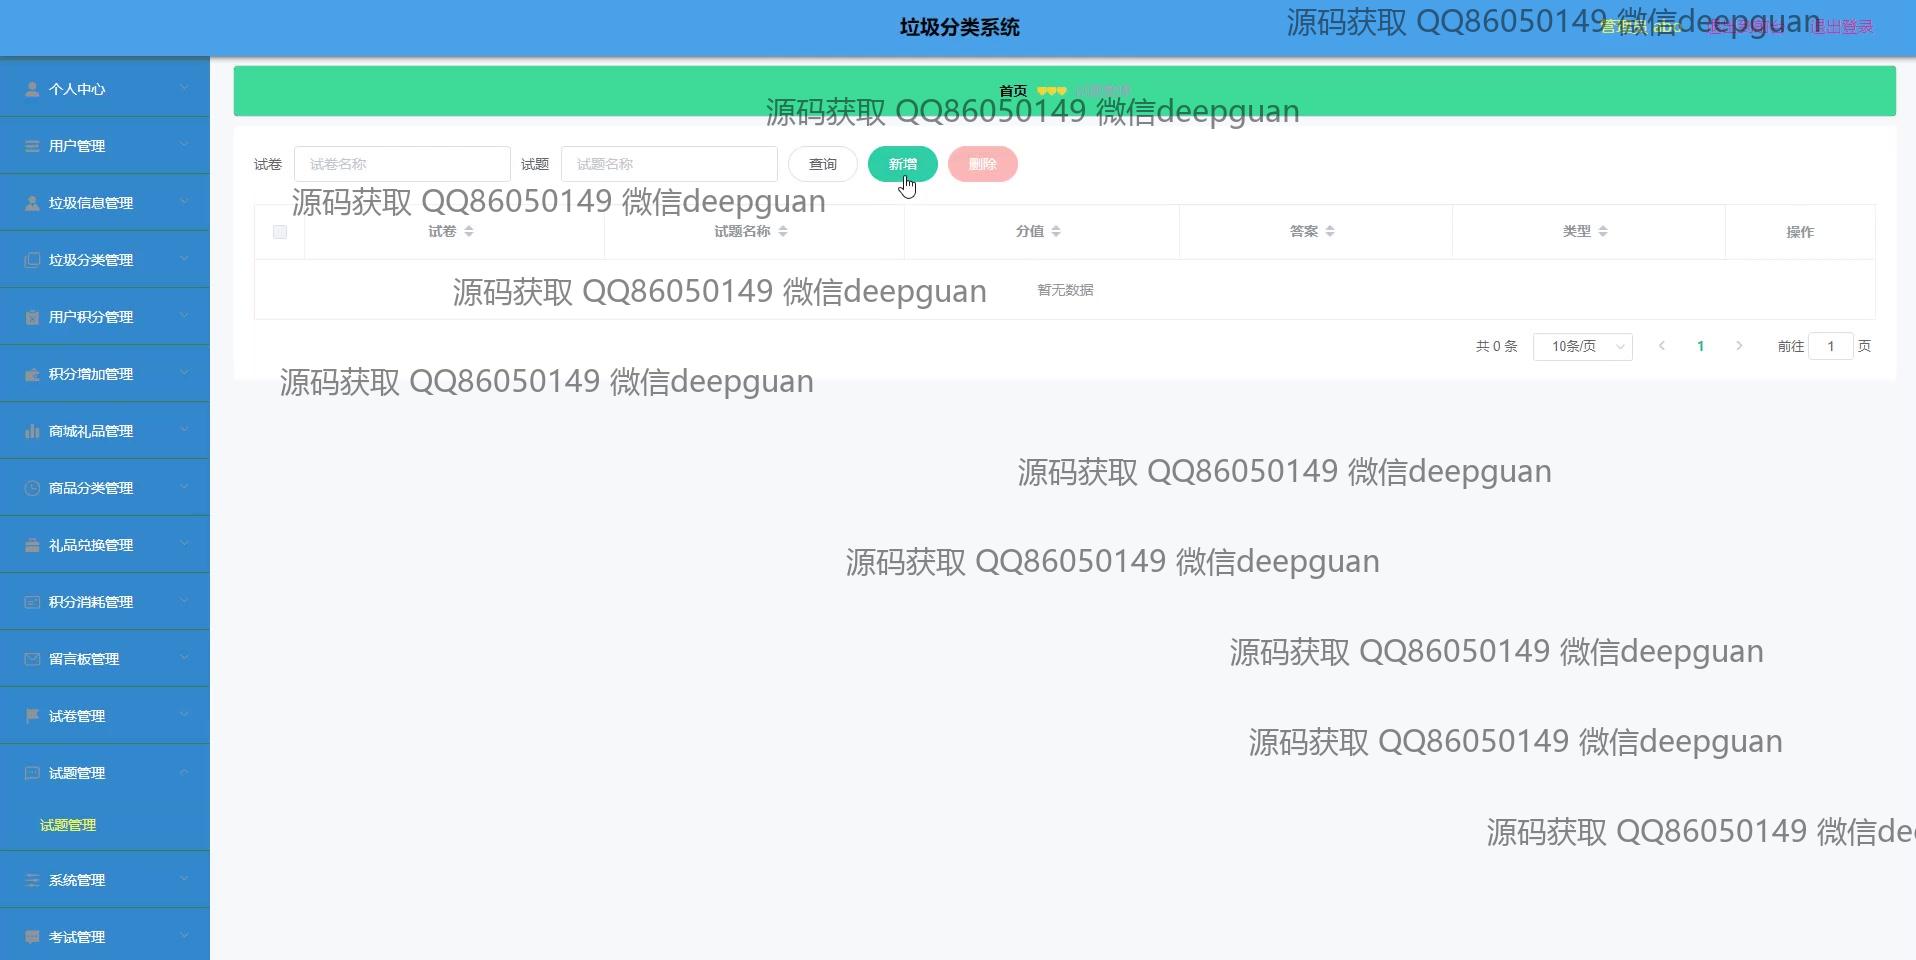 垃圾分类系统
源码获取 QQ86050149 微信deepguan
管理员 abc
退出登录
个人中心
用户管理
垃圾信息管理
垃圾分类管理
用户积分管理
积分增加管理
商城礼品管理
商品分类管理
礼品兑换管理
积分消耗管理
留言板管理
试卷管理
试题管理
试题管理
系统管理
考试管理
首页
源码获取 QQ86050149 微信deepguan
试卷 试卷名称 试题 试题名称 查询 新增 删除
源码获取 QQ86050149 微信deepguan
试卷 试题名称 分值 答案 类型 操作
源码获取 QQ86050149 微信deepguan
暂无数据
共 0 条 10条/页 1 前往 1 页
源码获取 QQ86050149 微信deepguan
源码获取 QQ86050149 微信deepguan
源码获取 QQ86050149 微信deepguan
源码获取 QQ86050149 微信deepguan
源码获取 QQ86050149 微信deepguan
源码获取 QQ86050149 微信dee